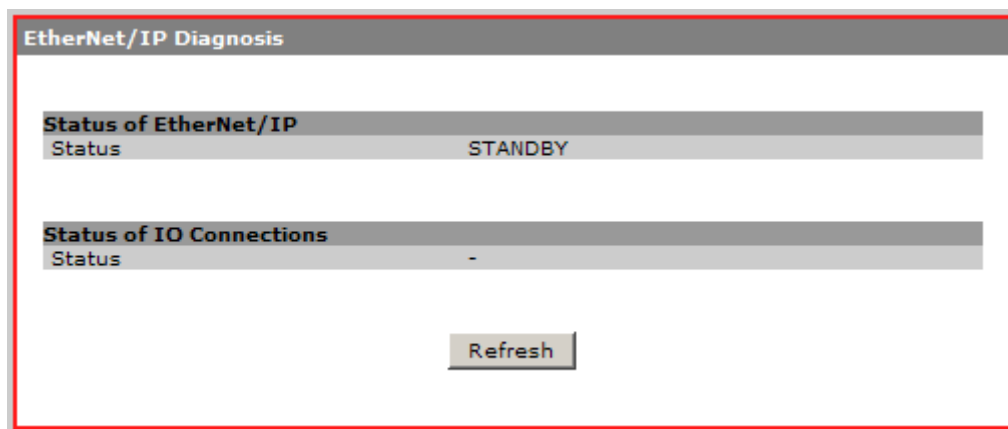 EtherNet/IP Diagnosis
Status of EtherNet/IP
Status STANDBY
Status of IO Connections
Status -
Refresh